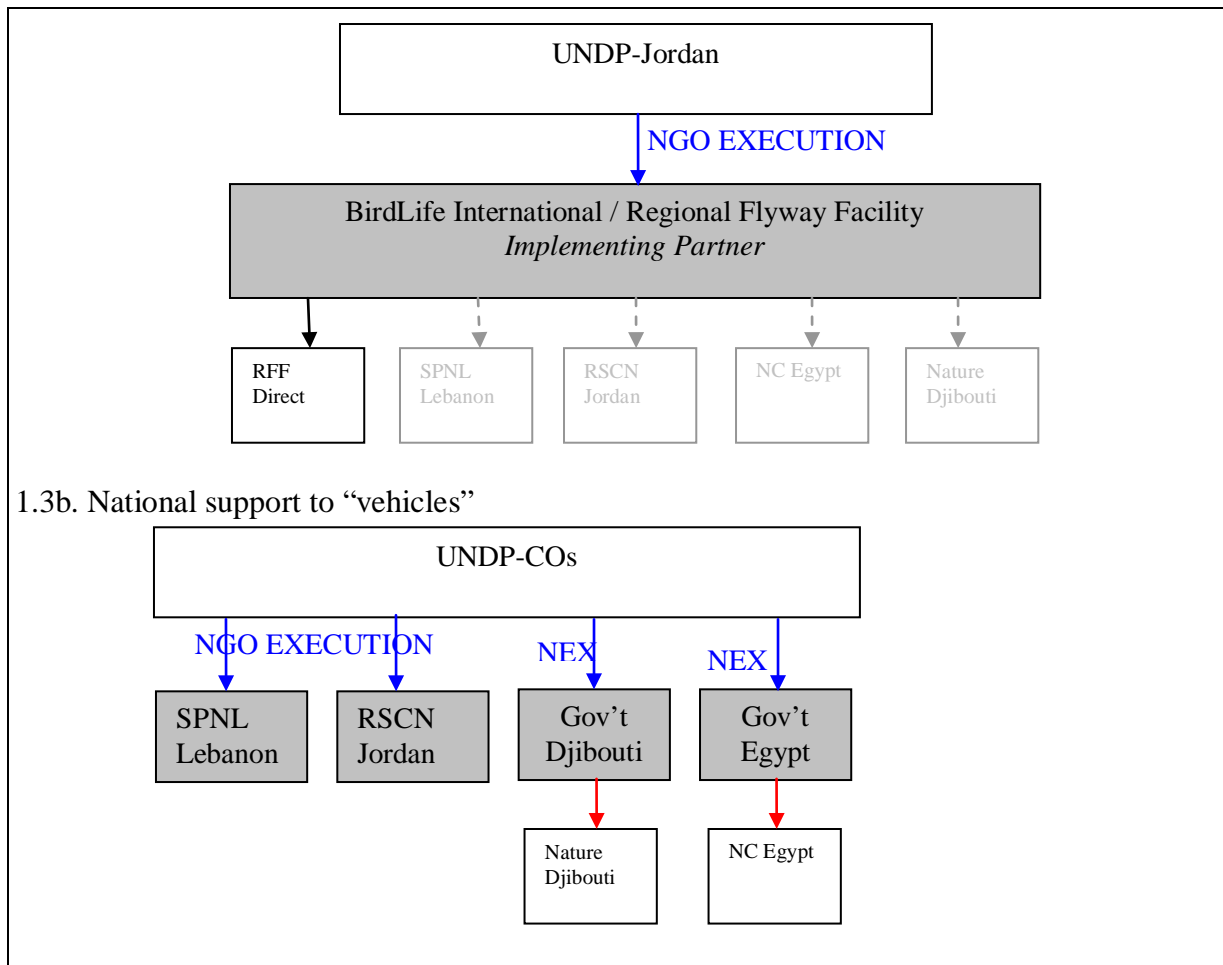 UNDP-Jordan
NGO EXECUTION
BirdLife International / Regional Flyway Facility
Implementing Partner
RFF
Direct
SPNL
Lebanon
RSCN
Jordan
NC Egypt
Nature
Djibouti
1.3b. National support to “vehicles”
UNDP-COs
NGO EXECUTION
NEX
NEX
SPNL
Lebanon
RSCN
Jordan
Gov’t
Djibouti
Gov’t
Egypt
Nature
Djibouti
NC Egypt